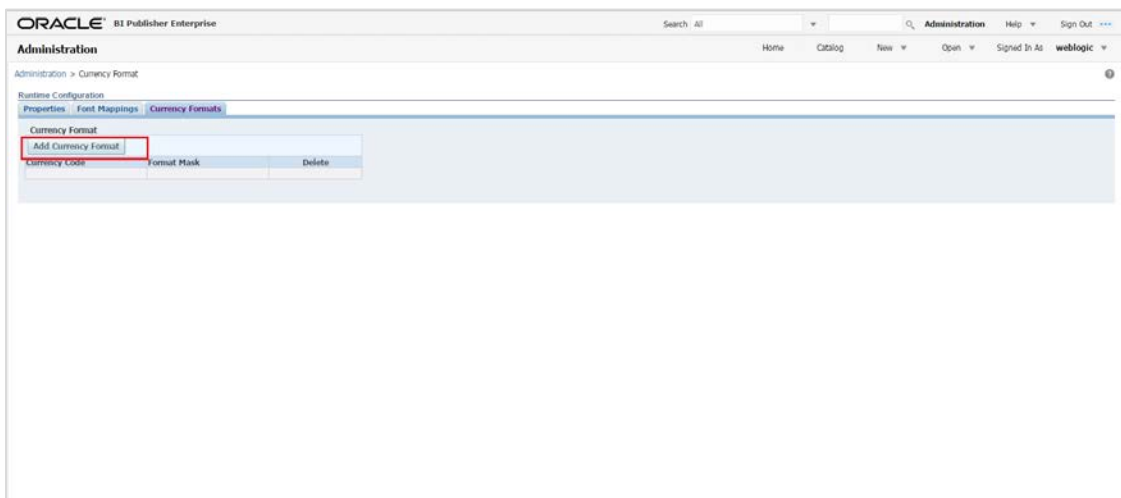 ORACLE BI Publisher Enterprise Search All Administration Help Sign Out
Administration Home Catalog New Open Signed In As weblogic
Administration > Currency Format
Runtime Configuration
Properties Font Mappings Currency Formats
Currency Format
Add Currency Format
Currency Code Format Mask Delete